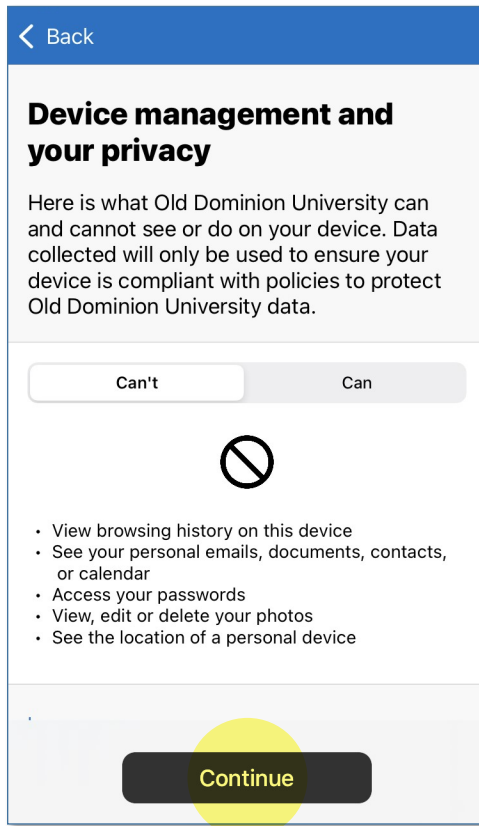 Back
Device management and
your privacy
Here is what Old Dominion University can
and cannot see or do on your device. Data
collected will only be used to ensure your
device is compliant with policies to protect
Old Dominion University data.
Can't
Can
• View browsing history on this device
• See your personal emails, documents, contacts,
or calendar
• Access your passwords
• View, edit or delete your photos
• See the location of a personal device
Continue